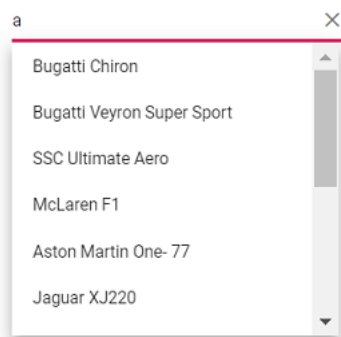 a
Bugatti Chiron
Bugatti Veyron Super Sport
SSC Ultimate Aero
McLaren F1
Aston Martin One- 77
Jaguar XJ220